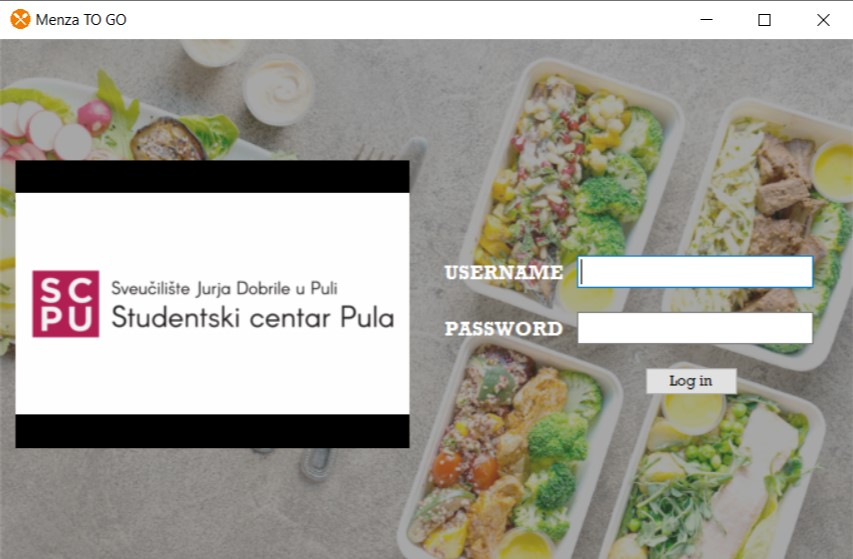 Menza TO GO
SC
PU
Sveučilište Jurja Dobrile u Puli
Studentski centar Pula
USERNAME
PASSWORD
Log in